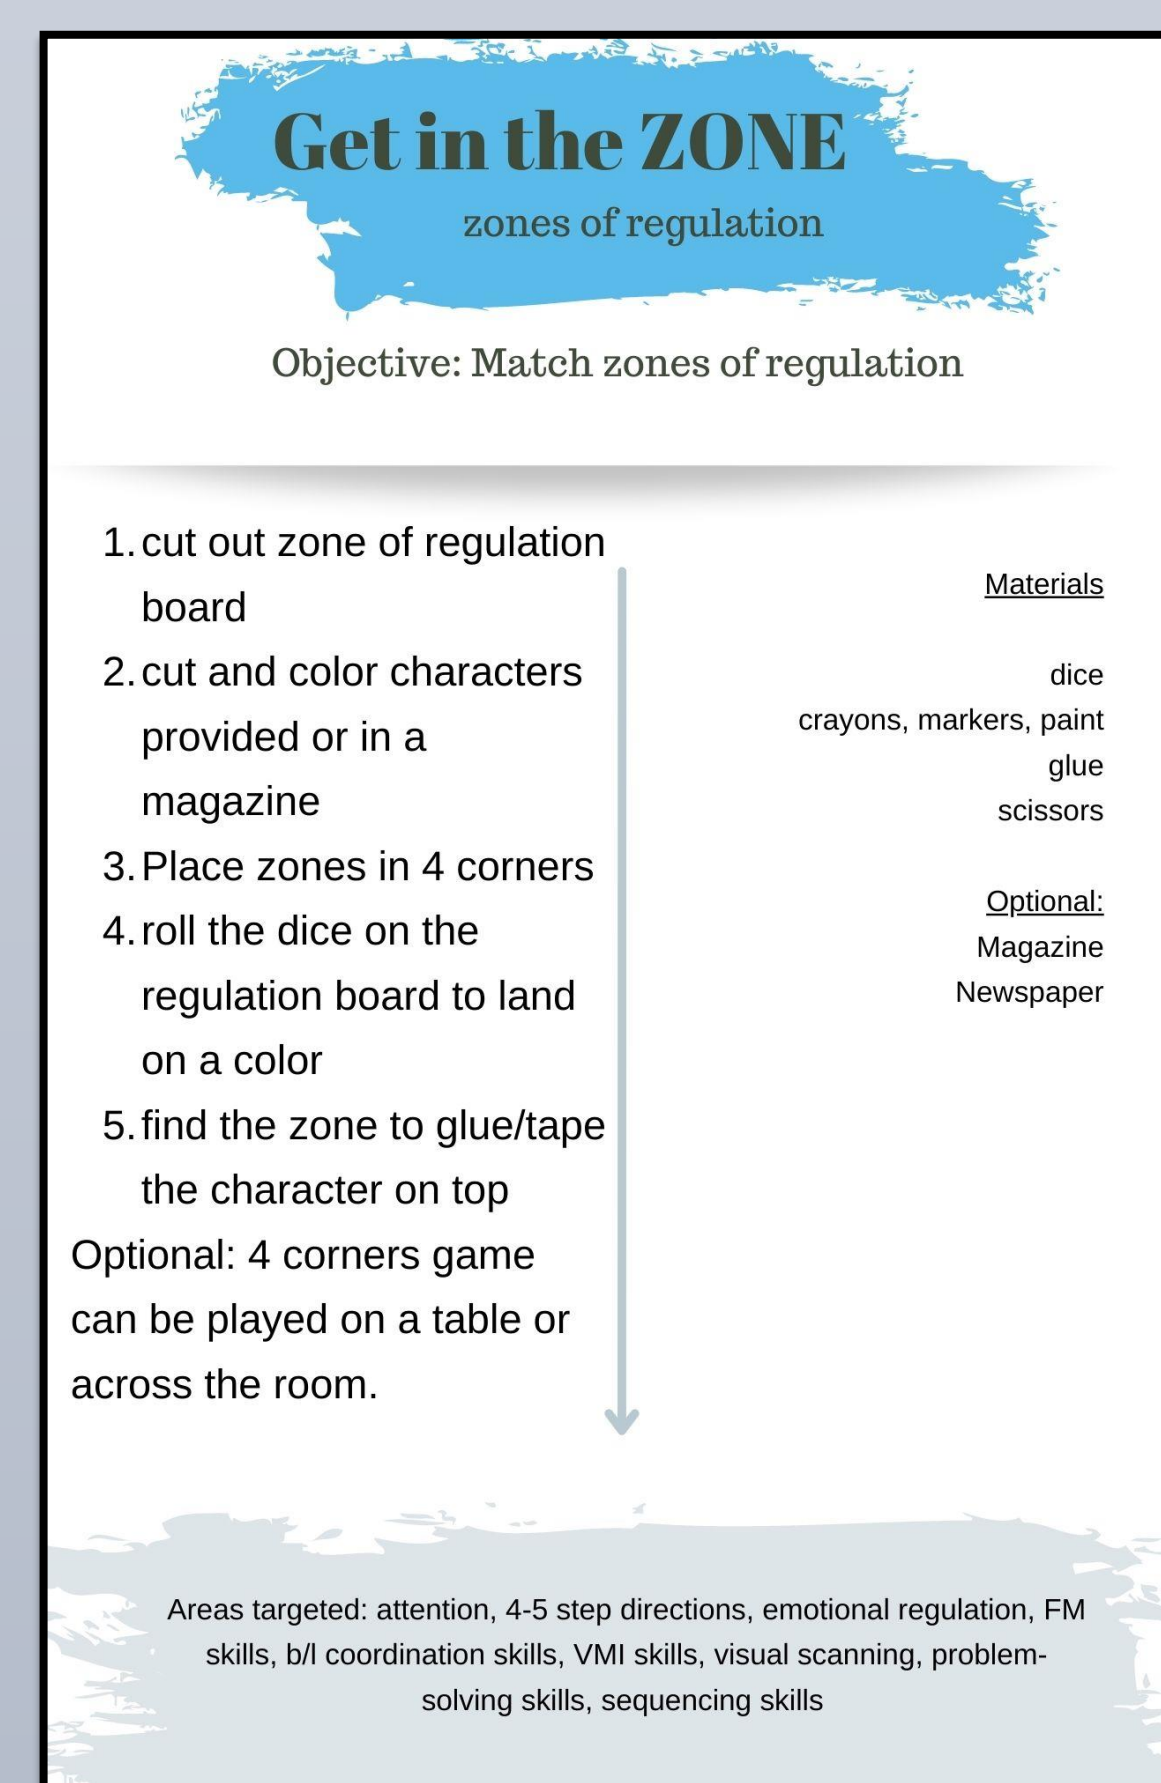 Get in the ZONE
zones of regulation
Objective: Match zones of regulation
1. cut out zone of regulation
board
2. cut and color characters
provided or in a
magazine
3. Place zones in 4 corners
4. roll the dice on the
regulation board to land
on a color
5. find the zone to glue/tape
the character on top
Optional: 4 corners game
can be played on a table or
across the room.
Materials
dice
crayons, markers, paint
glue
scissors
Optional:
Magazine
Newspaper
Areas targeted: attention, 4-5 step directions, emotional regulation, FM
skills, b/l coordination skills, VMI skills, visual scanning, problem-
solving skills, sequencing skills